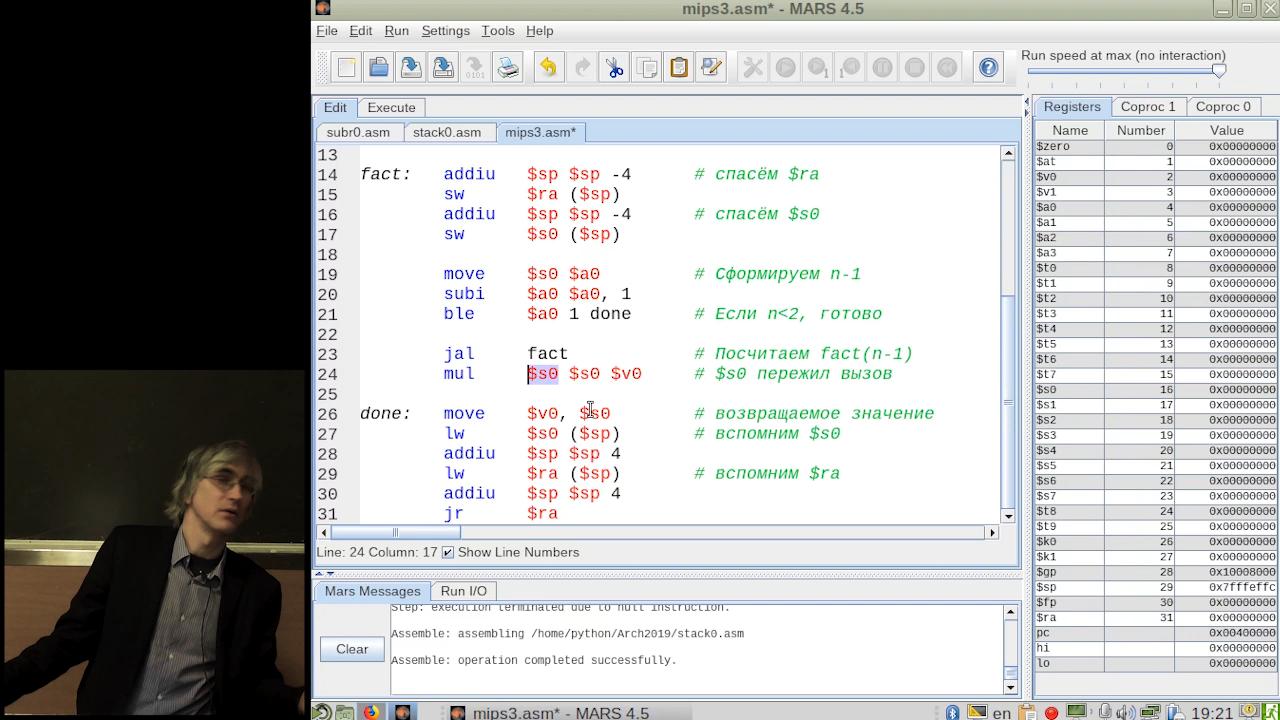 mips3.asm* - MARS 4.5
File Edit Run Settings Tools Help
Run speed at max (no interaction)
Edit Execute
subr0.asm stack0.asm mips3.asm*
13
14 fact: addiu $sp $sp -4 # спасём $ra
15 sw $ra ($sp)
16 addiu $sp $sp -4 # спасём $s0
17 sw $s0 ($sp)
18
19 move $s0 $a0 # Сформируем n-1
20 subi $a0 $a0, 1
21 ble $a0 1 done # Если n<2, готово
22
23 jal fact # Посчитаем fact(n-1)
24 mul $s0 $s0 $v0 # $s0 пережил вызов
25
26 done: move $v0, $s0 # возвращаемое значение
27 lw $s0 ($sp) # вспомним $s0
28 addiu $sp $sp 4
29 lw $ra ($sp) # вспомним $ra
30 addiu $sp $sp 4
31 jr $ra
Line: 24 Column: 17 Show Line Numbers
Mars Messages Run I/O
Clear
Step: execution terminated due to null instruction.
Assemble: assembling /home/python/Arch2019/stack0.asm
Assemble: operation completed successfully.
Registers Coproc 1 Coproc 0
Name Number Value
$zero 0 0x00000000
$at 1 0x00000000
$v0 2 0x00000000
$v1 3 0x00000000
$a0 4 0x00000000
$a1 5 0x00000000
$a2 6 0x00000000
$a3 7 0x00000000
$t0 8 0x00000000
$t1 9 0x00000000
$t2 10 0x00000000
$t3 11 0x00000000
$t4 12 0x00000000
$t5 13 0x00000000
$t6 14 0x00000000
$t7 15 0x00000000
$s0 16 0x00000000
$s1 17 0x00000000
$s2 18 0x00000000
$s3 19 0x00000000
$s4 20 0x00000000
$s5 21 0x00000000
$s6 22 0x00000000
$s7 23 0x00000000
$t8 24 0x00000000
$t9 25 0x00000000
$k0 26 0x00000000
$k1 27 0x00000000
$gp 28 0x10008000
$sp 29 0x7fffeffc
$fp 30 0x00000000
$ra 31 0x00000000
pc 0x00400000
hi 0x00000000
lo 0x00000000
mips3.asm* - MARS 4.5
en
19:21